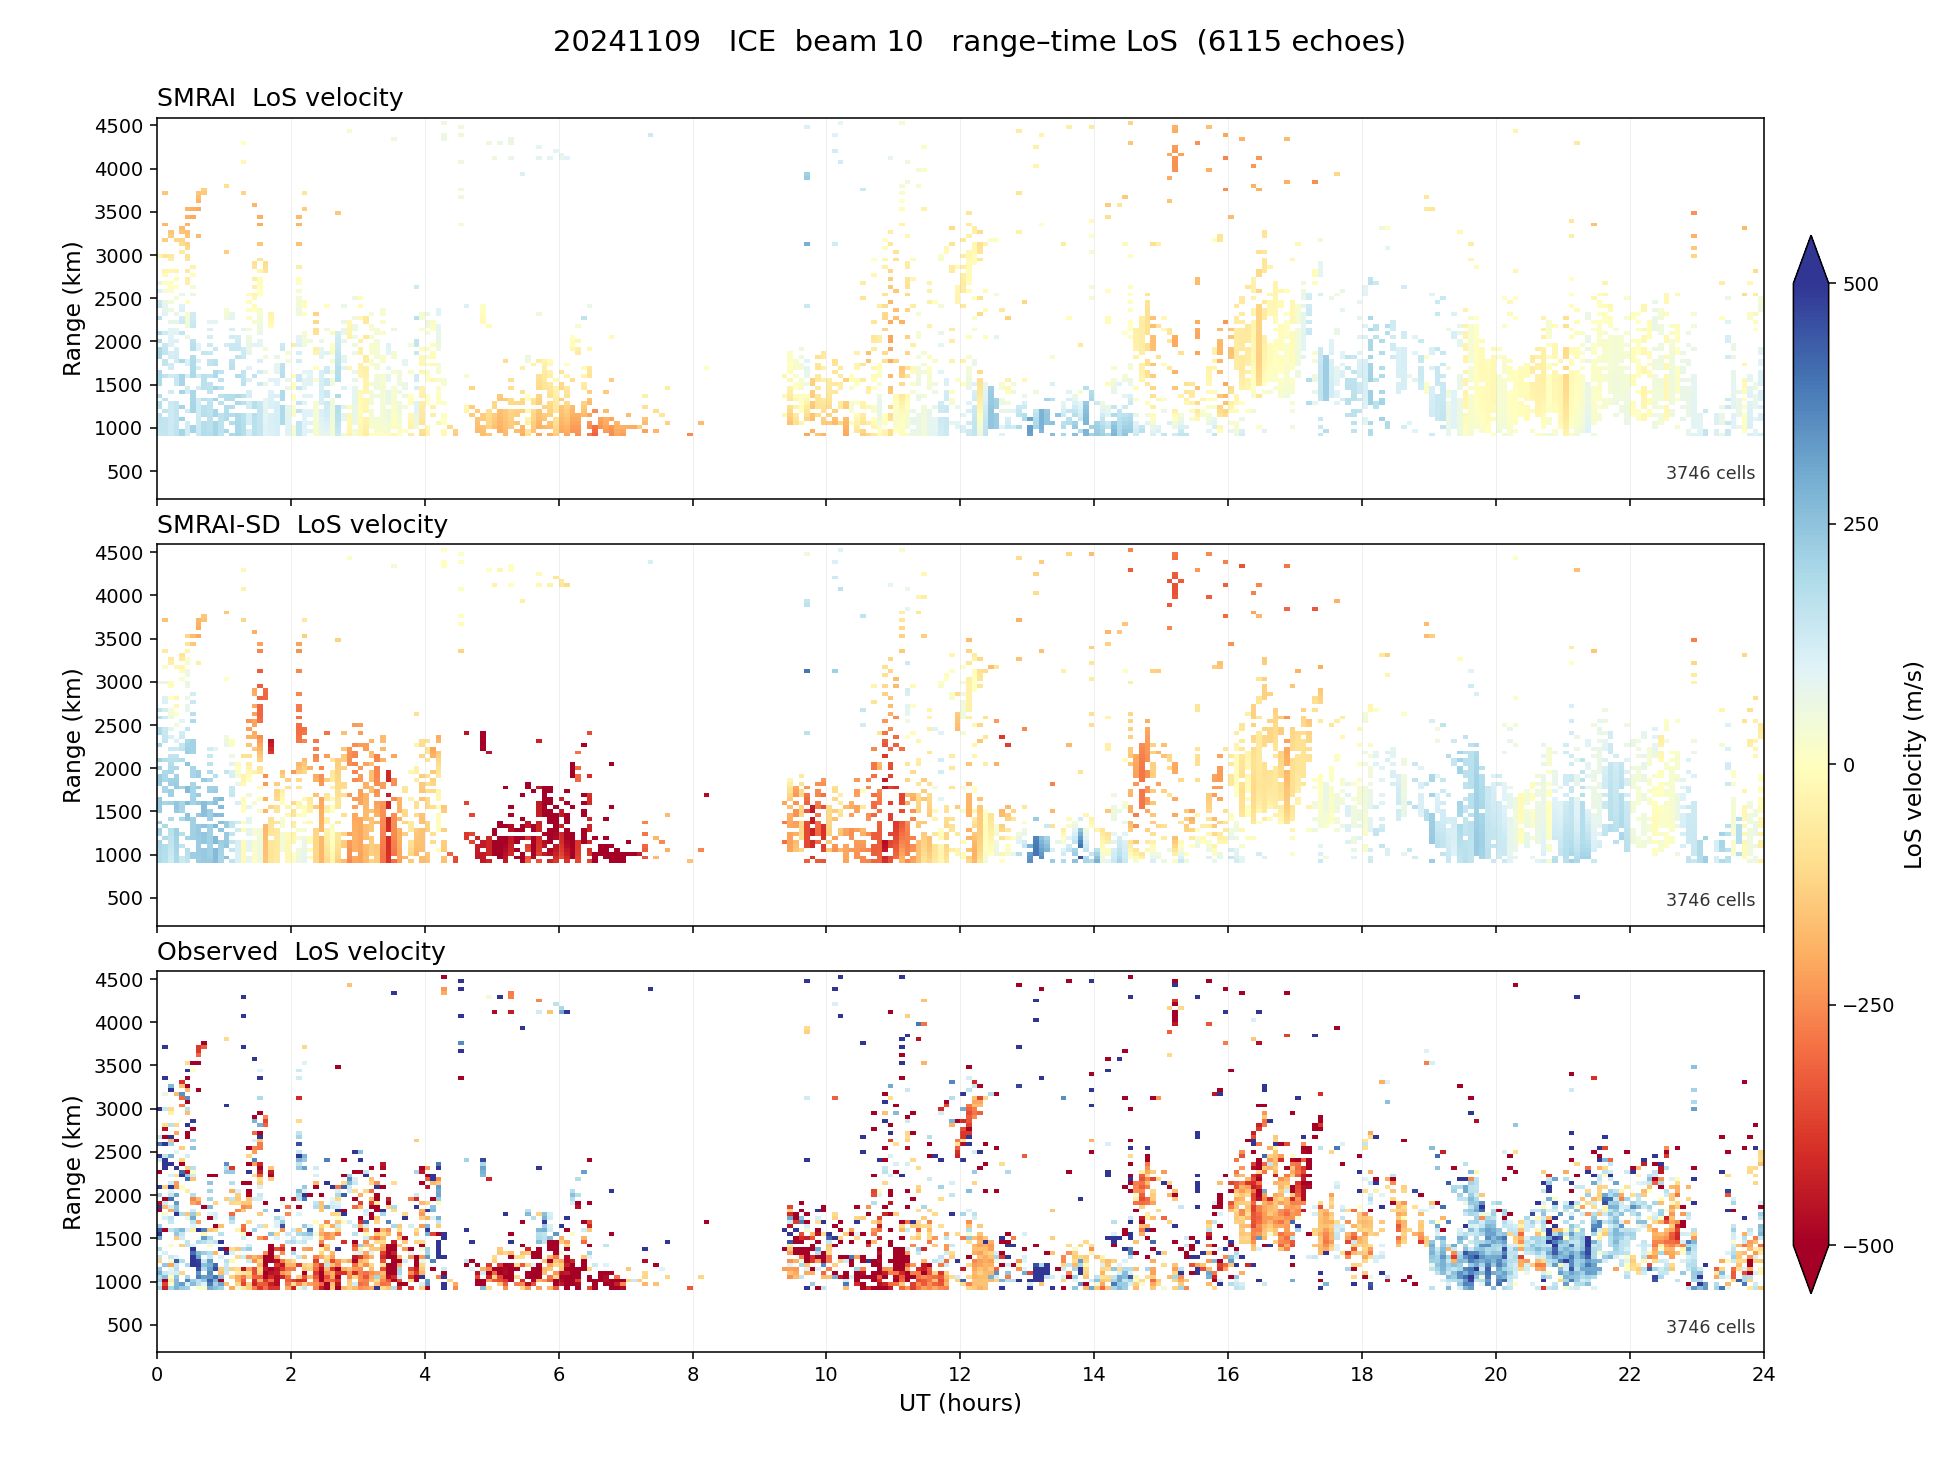 20241109   ICE  beam 10   range–time LoS  (6115 echoes)
SMRAI  LoS velocity
4500
4000
3500
3000
2500
2000
1500
1000
500
Range (km)
3746 cells
SMRAI-SD  LoS velocity
4500
4000
3500
3000
2500
2000
1500
1000
500
Range (km)
3746 cells
Observed  LoS velocity
4500
4000
3500
3000
2500
2000
1500
1000
500
Range (km)
3746 cells
0 2 4 6 8 10 12 14 16 18 20 22 24
UT (hours)
500
250
0
−250
−500
LoS velocity (m/s)